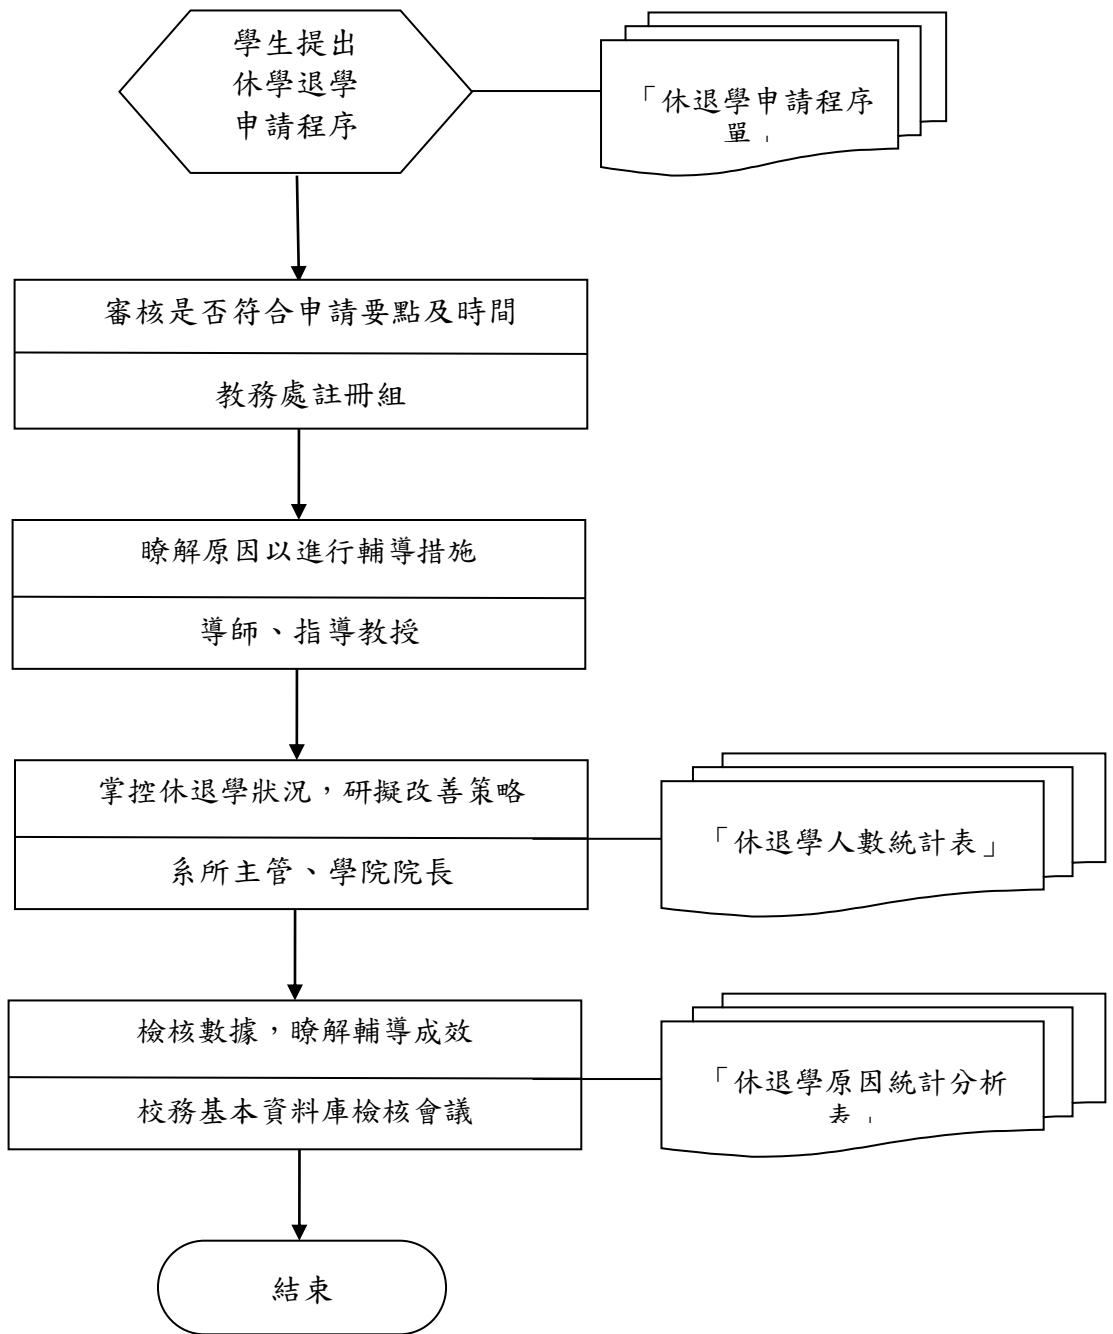 學生提出
休學退學
申請程序
「休退學申請程序
單」
審核是否符合申請要點及時間
教務處註冊組
瞭解原因以進行輔導措施
導師、指導教授
掌控休退學狀況，研擬改善策略
系所主管、學院院長
「休退學人數統計表」
檢核數據，瞭解輔導成效
校務基本資料庫檢核會議
「休退學原因統計分析
表」
結束